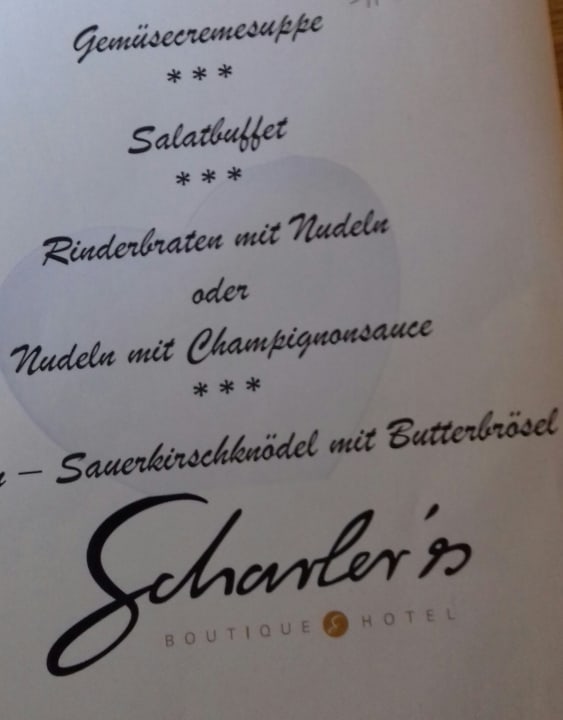 Gemüsecremesuppe
* * *
Salatbuffet
* * *
Rinderbraten mit Nudeln
oder
Nudeln mit Champignonsauce
* * *
– Sauerkirschknödel mit Butterbrösel
Scharler's
BOUTIQUE S HOTEL